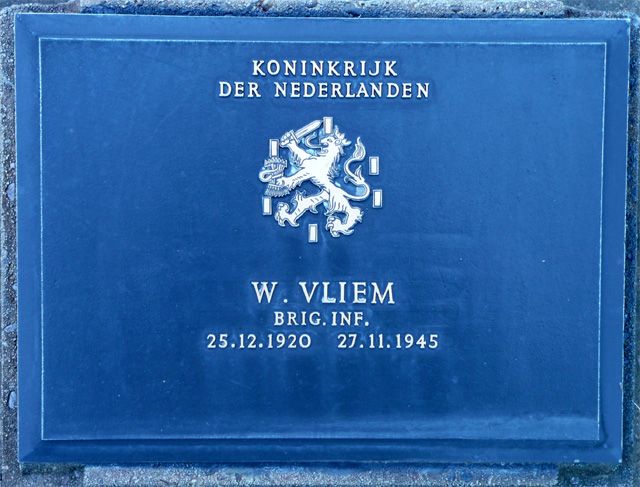 KONINKRIJK
DER NEDERLANDEN
W. VLIEM
BRIG. INF.
25.12.1920 27.11.1945